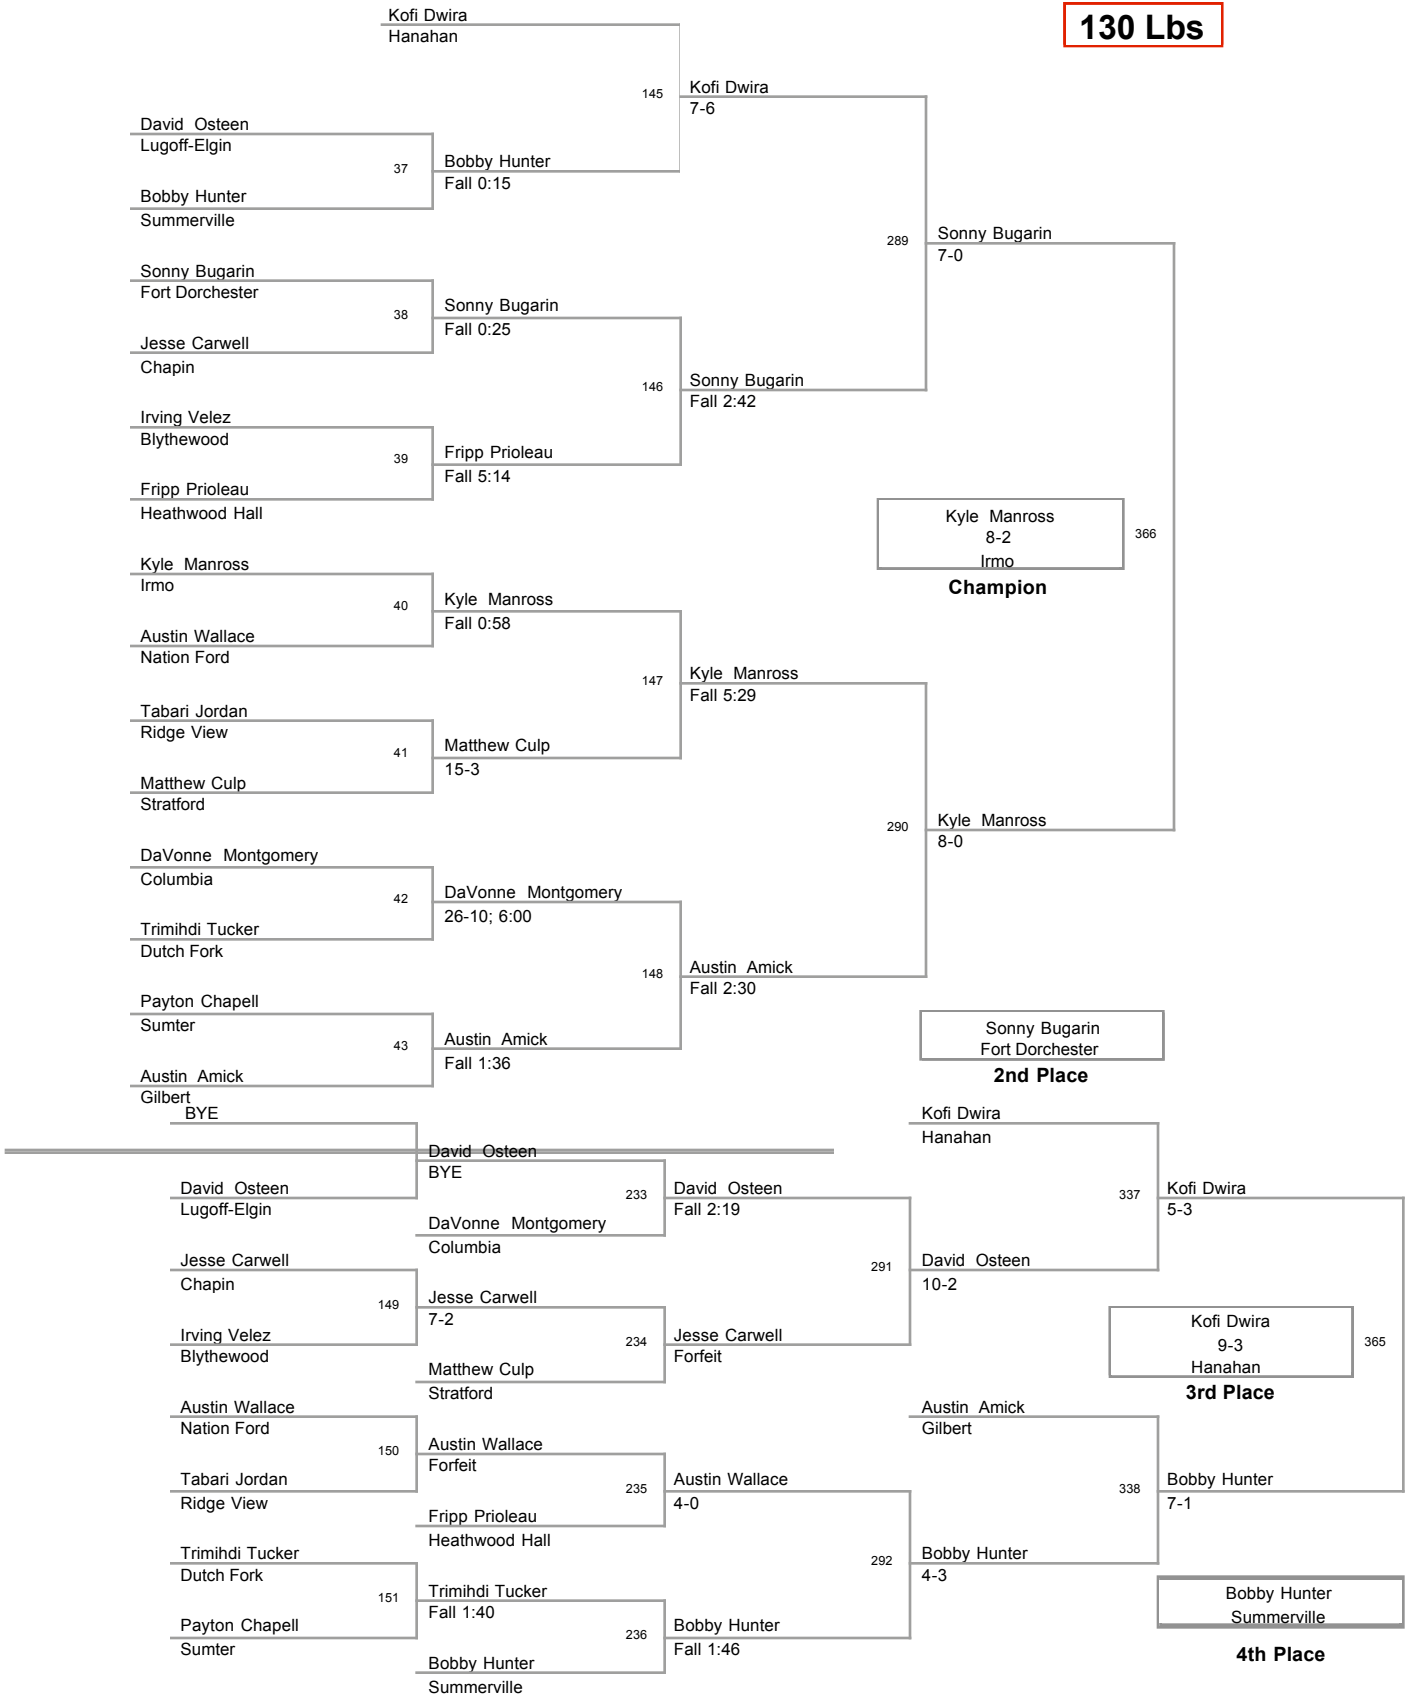 Kofi Dwira
Hanahan
130 Lbs
145
Kofi Dwira
7-6
David Osteen
Lugoff-Elgin
37
Bobby Hunter
Fall 0:15
Bobby Hunter
Summerville
289
Sonny Bugarin
7-0
Sonny Bugarin
Fort Dorchester
38
Sonny Bugarin
Fall 0:25
Jesse Carwell
Chapin
146
Sonny Bugarin
Fall 2:42
Irving Velez
Blythewood
39
Fripp Prioleau
Fall 5:14
Fripp Prioleau
Heathwood Hall
Kyle Manross
8-2
Irmo
366
Champion
Kyle Manross
Irmo
40
Kyle Manross
Fall 0:58
Austin Wallace
Nation Ford
147
Kyle Manross
Fall 5:29
Tabari Jordan
Ridge View
41
Matthew Culp
15-3
Matthew Culp
Stratford
290
Kyle Manross
8-0
DaVonne Montgomery
Columbia
42
DaVonne Montgomery
26-10; 6:00
Trimihdi Tucker
Dutch Fork
148
Austin Amick
Fall 2:30
Payton Chapell
Sumter
43
Austin Amick
Fall 1:36
Austin Amick
Gilbert
Sonny Bugarin
Fort Dorchester
2nd Place
BYE
David Osteen
BYE
David Osteen
Lugoff-Elgin
233
David Osteen
Fall 2:19
DaVonne Montgomery
Columbia
Kofi Dwira
Hanahan
337
Kofi Dwira
5-3
Jesse Carwell
Chapin
149
Jesse Carwell
7-2
Irving Velez
Blythewood
291
David Osteen
10-2
234
Jesse Carwell
Forfeit
Matthew Culp
Stratford
Kofi Dwira
9-3
Hanahan
365
3rd Place
Austin Wallace
Nation Ford
150
Austin Wallace
Forfeit
Tabari Jordan
Ridge View
235
Austin Wallace
4-0
Fripp Prioleau
Heathwood Hall
Austin Amick
Gilbert
338
Bobby Hunter
7-1
292
Bobby Hunter
4-3
Trimihdi Tucker
Dutch Fork
151
Trimihdi Tucker
Fall 1:40
Payton Chapell
Sumter
236
Bobby Hunter
Fall 1:46
Bobby Hunter
Summerville
Bobby Hunter
Summerville
4th Place